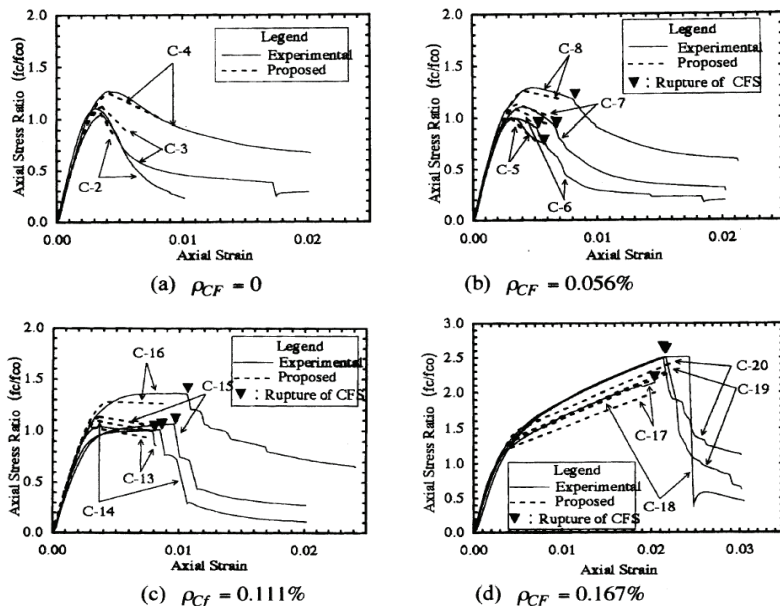 2.0
1.5
1.0
0.5
0.0
Axial Stress Ratio (fc/fco)
C-4
Legend
Experimental
Proposed
C-3
C-2
0.00
0.01
0.02
Axial Strain
(a) ρCF = 0
2.0
1.5
1.0
0.5
0.0
Axial Stress Ratio (fc/fco)
Legend
Experimental
Proposed
: Rupture of CFS
C-8
C-7
C-5
C-6
0.00
0.01
0.02
Axial Strain
(b) ρCF = 0.056%
2.0
1.5
1.0
0.5
0.0
Axial Stress Ratio (fc/fco)
C-16
Legend
Experimental
Proposed
: Rupture of CFS
C-15
C-13
C-14
0.00
0.01
0.02
Axial Strain
(c) ρCf = 0.111%
3.0
2.5
2.0
1.5
1.0
0.5
0.0
Axial Stress Ratio (fc/fco)
C-20
C-19
C-17
C-18
Legend
Experimental
Proposed
: Rupture of CFS
0.00
0.01
0.02
0.03
Axial Strain
(d) ρCF = 0.167%